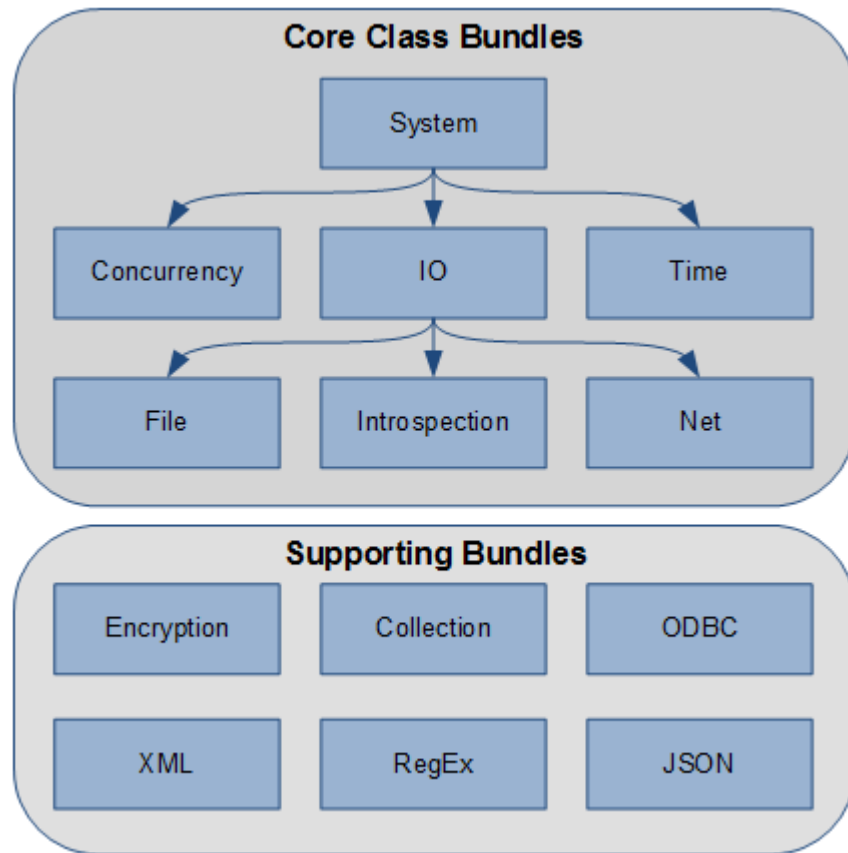 Core Class Bundles
System
Concurrency
IO
Time
File
Introspection
Net
Supporting Bundles
Encryption
Collection
ODBC
XML
RegEx
JSON